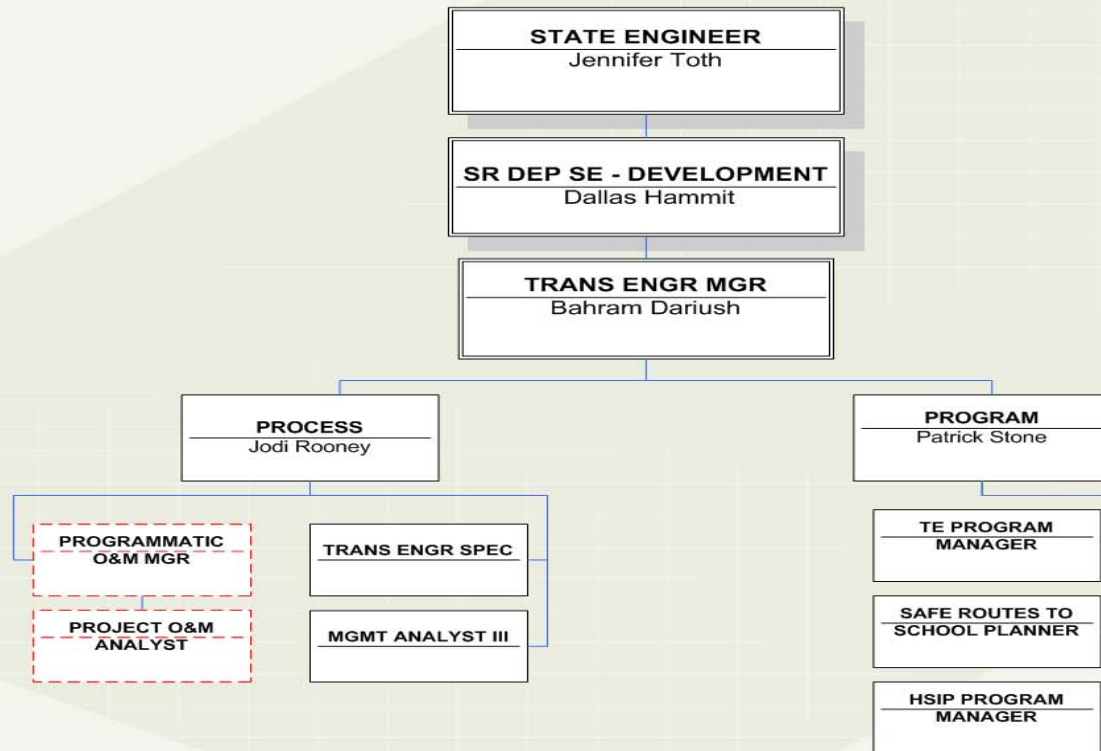 STATE ENGINEER
Jennifer Toth
SR DEP SE - DEVELOPMENT
Dallas Hammit
TRANS ENGR MGR
Bahram Dariush
PROCESS
Jodi Rooney
PROGRAM
Patrick Stone
PROGRAMMATIC
O&M MGR
TRANS ENGR SPEC
PROJECT O&M
ANALYST
MGMT ANALYST III
TE PROGRAM
MANAGER
SAFE ROUTES TO
SCHOOL PLANNER
HSIP PROGRAM
MANAGER